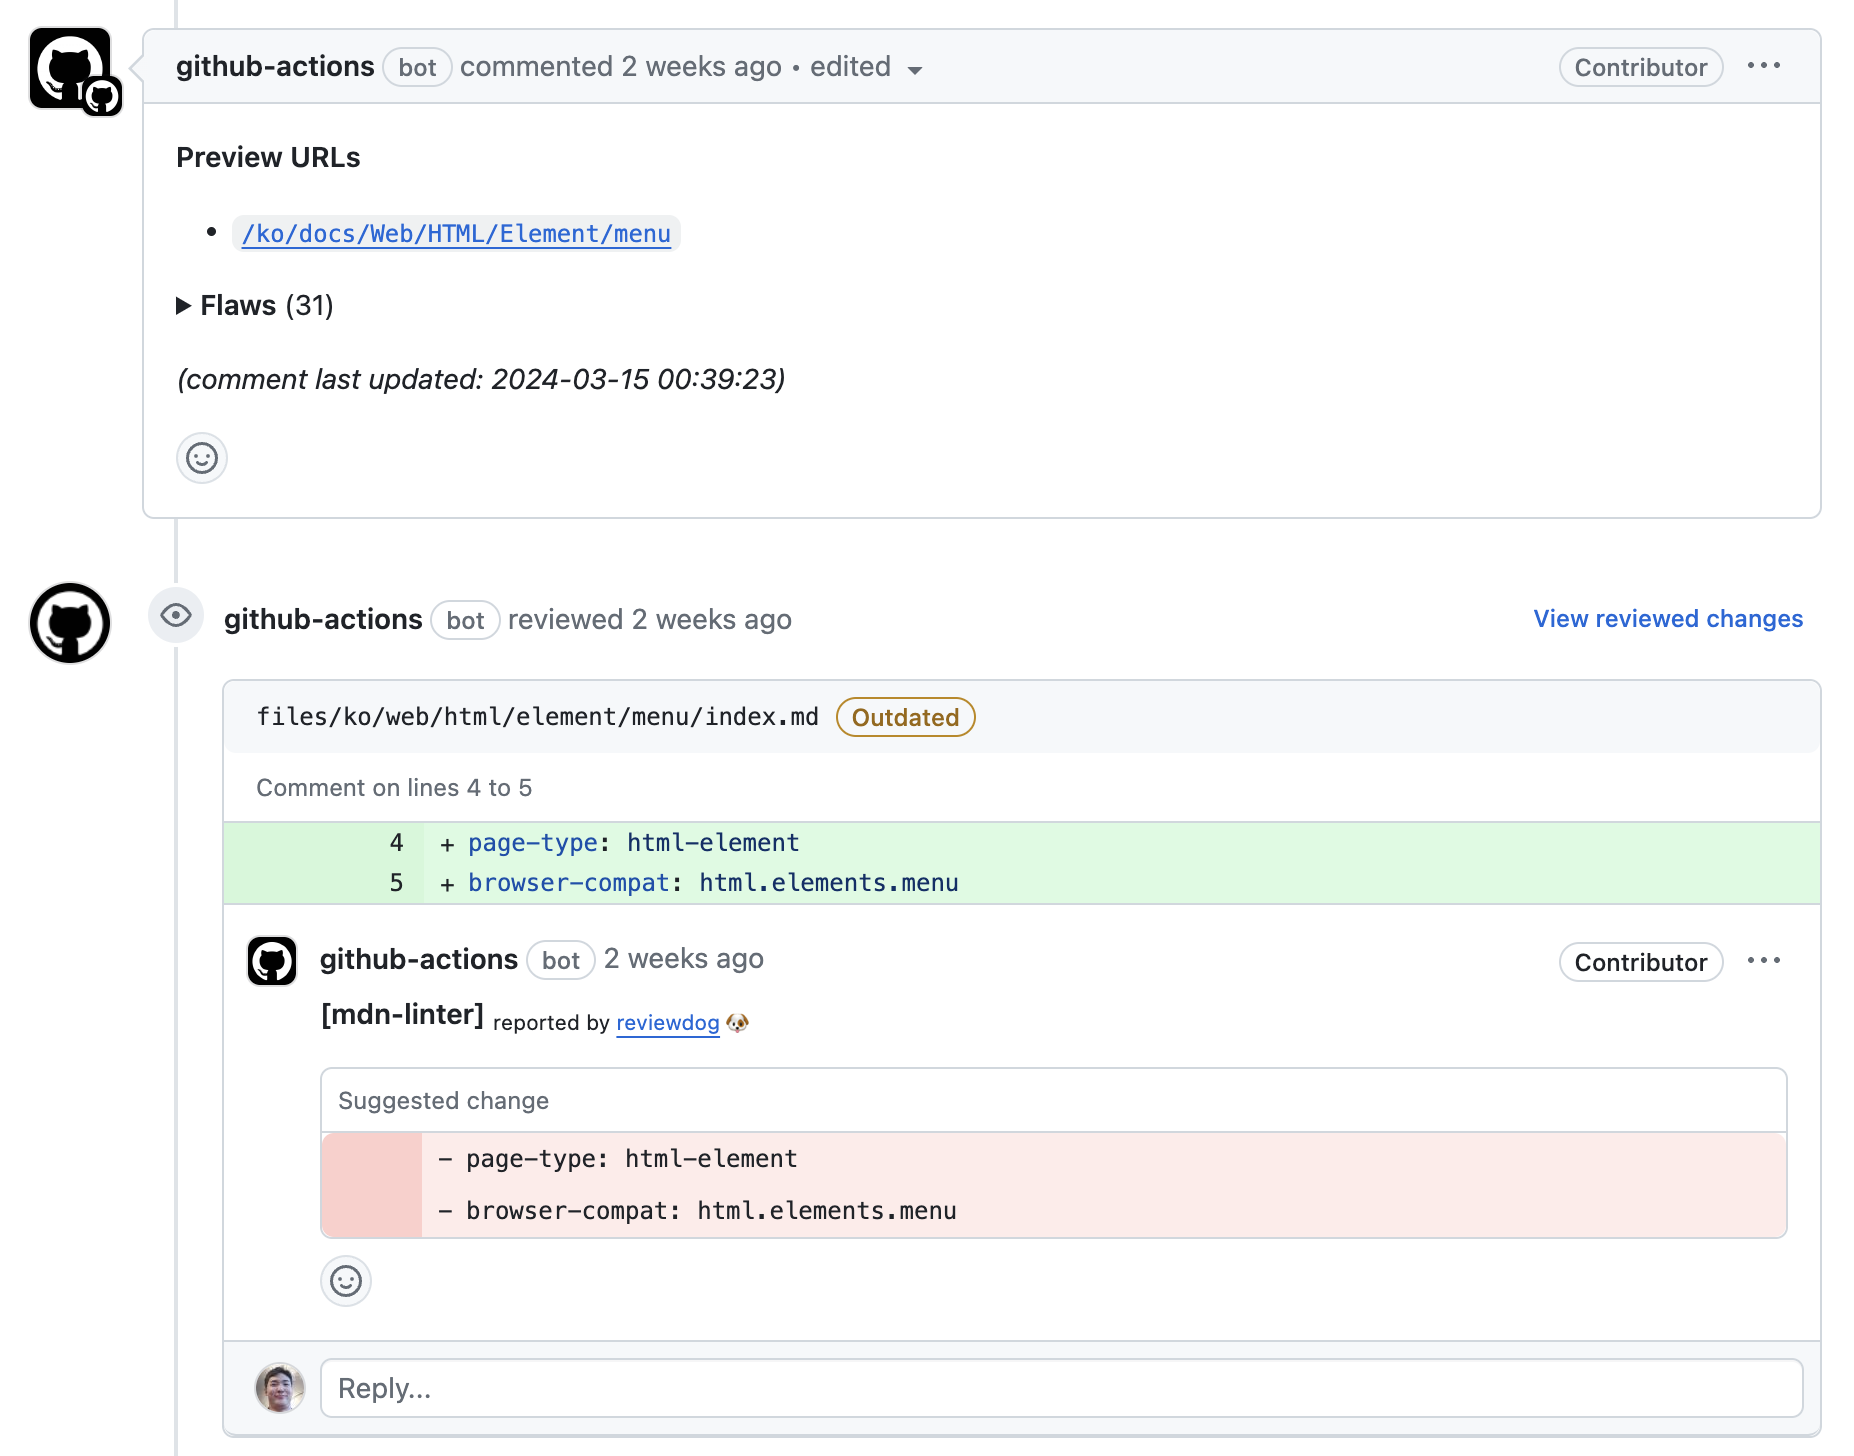 github-actions bot commented 2 weeks ago • edited Contributor
Preview URLs
• /ko/docs/Web/HTML/Element/menu
Flaws (31)
(comment last updated: 2024-03-15 00:39:23)
github-actions bot reviewed 2 weeks ago View reviewed changes
files/ko/web/html/element/menu/index.md Outdated
Comment on lines 4 to 5
4 + page-type: html-element
5 + browser-compat: html.elements.menu
github-actions bot 2 weeks ago Contributor
[mdn-linter] reported by reviewdog 🐶
Suggested change
- page-type: html-element
- browser-compat: html.elements.menu
Reply...